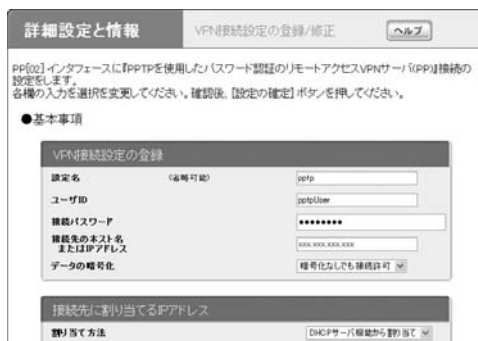 詳細設定と情報
VPN接続設定の登録/修正
ヘルプ
PP[02]インタフェースに『PPTPを使用したパスワード認証のリモートアクセスVPNサーバ(PP)』接続の
設定をします。
各欄の入力を選択を変更してください。確認後、[設定の確定]ボタンを押してください。
●基本事項
VPN接続設定の登録
設定名 (省略可能) pptp
ユーザID pptpUser
接続パスワード ●●●●●●●●
接続先のホスト名
またはIPアドレス xxx.xxx.xxx.xxx
データの暗号化 暗号化なしでも接続許可
接続先に割り当てるIPアドレス
割り当て方法 DHCPサーバ機能から割り当て